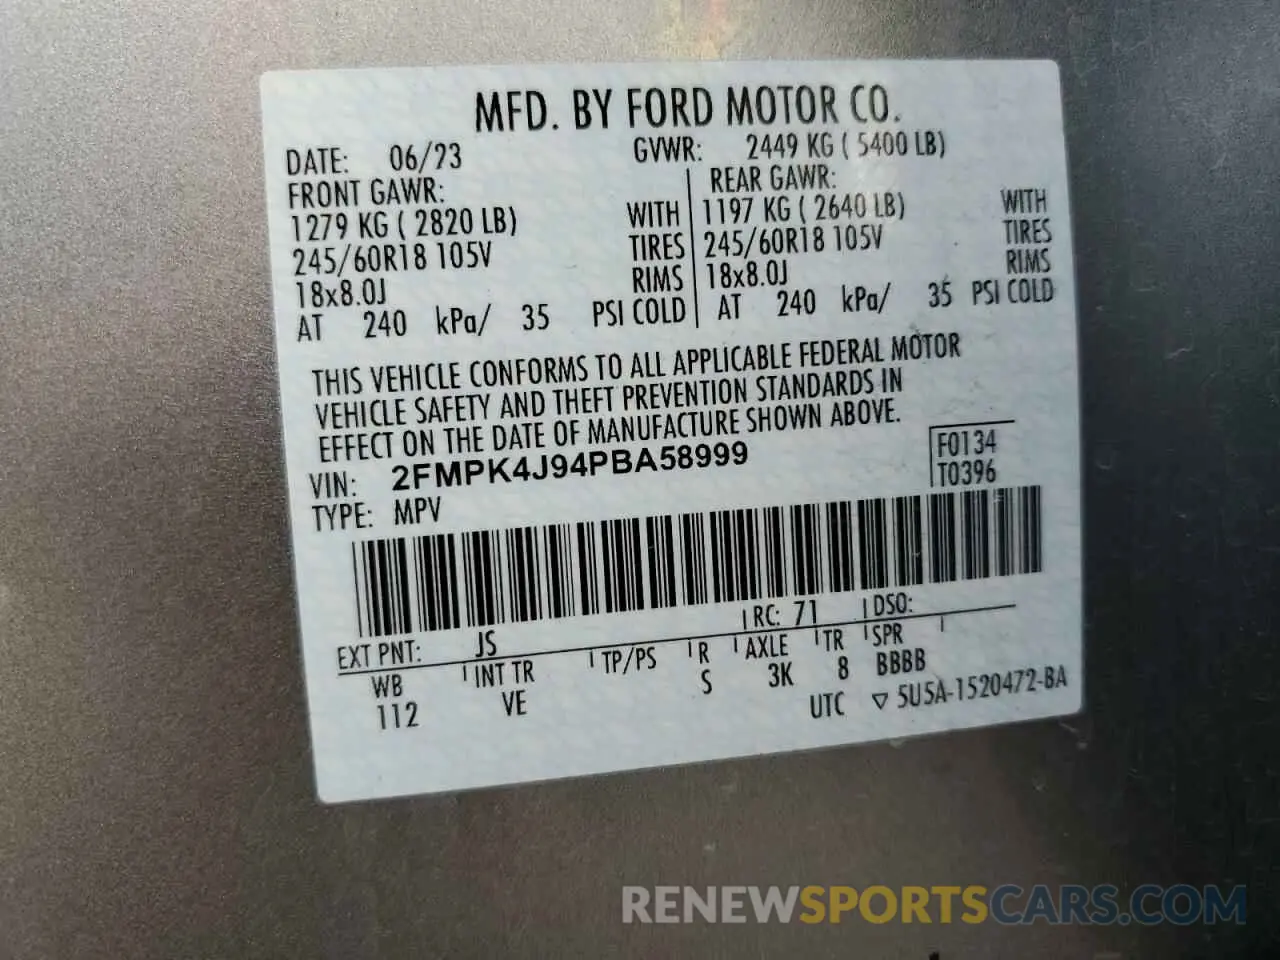 MFD. BY FORD MOTOR CO.
DATE: 06/23 GVWR: 2449 KG ( 5400 LB)
FRONT GAWR: REAR GAWR:
1279 KG ( 2820 LB) WITH 1197 KG ( 2640 LB) WITH
245/60R18 105V TIRES 245/60R18 105V TIRES
18x8.0J RIMS 18x8.0J RIMS
AT 240 kPa/ 35 PSI COLD AT 240 kPa/ 35 PSI COLD
THIS VEHICLE CONFORMS TO ALL APPLICABLE FEDERAL MOTOR
VEHICLE SAFETY AND THEFT PREVENTION STANDARDS IN
EFFECT ON THE DATE OF MANUFACTURE SHOWN ABOVE.
VIN: 2FMPK4J94PBA58999 F0134
TYPE: MPV T0396
EXT PNT: JS RC: 71 DSO:
WB INT TR TP/PS R AXLE TR SPR
112 VE S 3K 8 BBBB
UTC ▽ 5U5A-1520472-BA
RENEWSPORTSCARS.COM